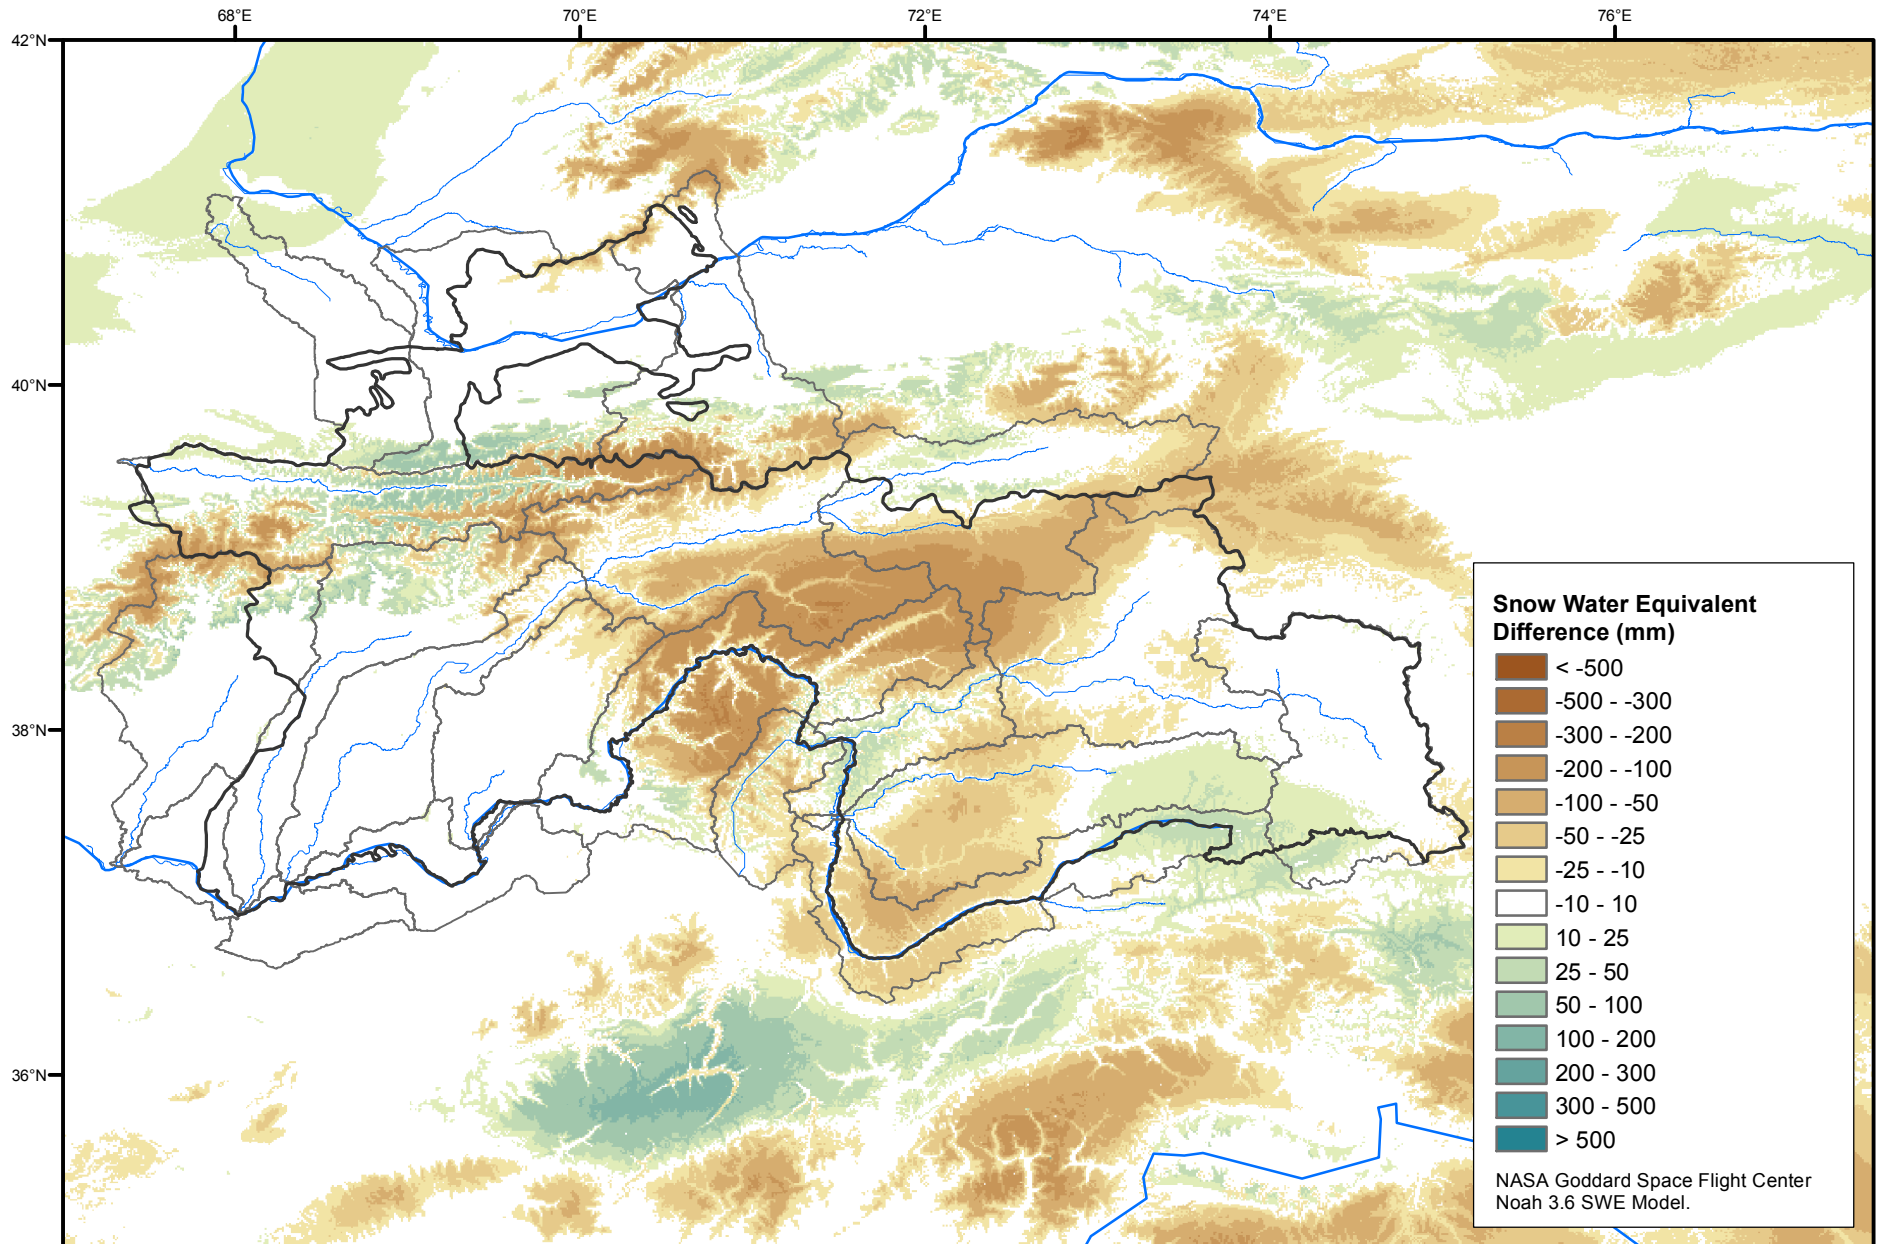 68°E
70°E
72°E
74°E
76°E
42°N
40°N
38°N
36°N
Snow Water Equivalent
Difference (mm)
< -500
-500 - -300
-300 - -200
-200 - -100
-100 - -50
-50 - -25
-25 - -10
-10 - 10
10 - 25
25 - 50
50 - 100
100 - 200
200 - 300
300 - 500
> 500
NASA Goddard Space Flight Center
Noah 3.6 SWE Model.